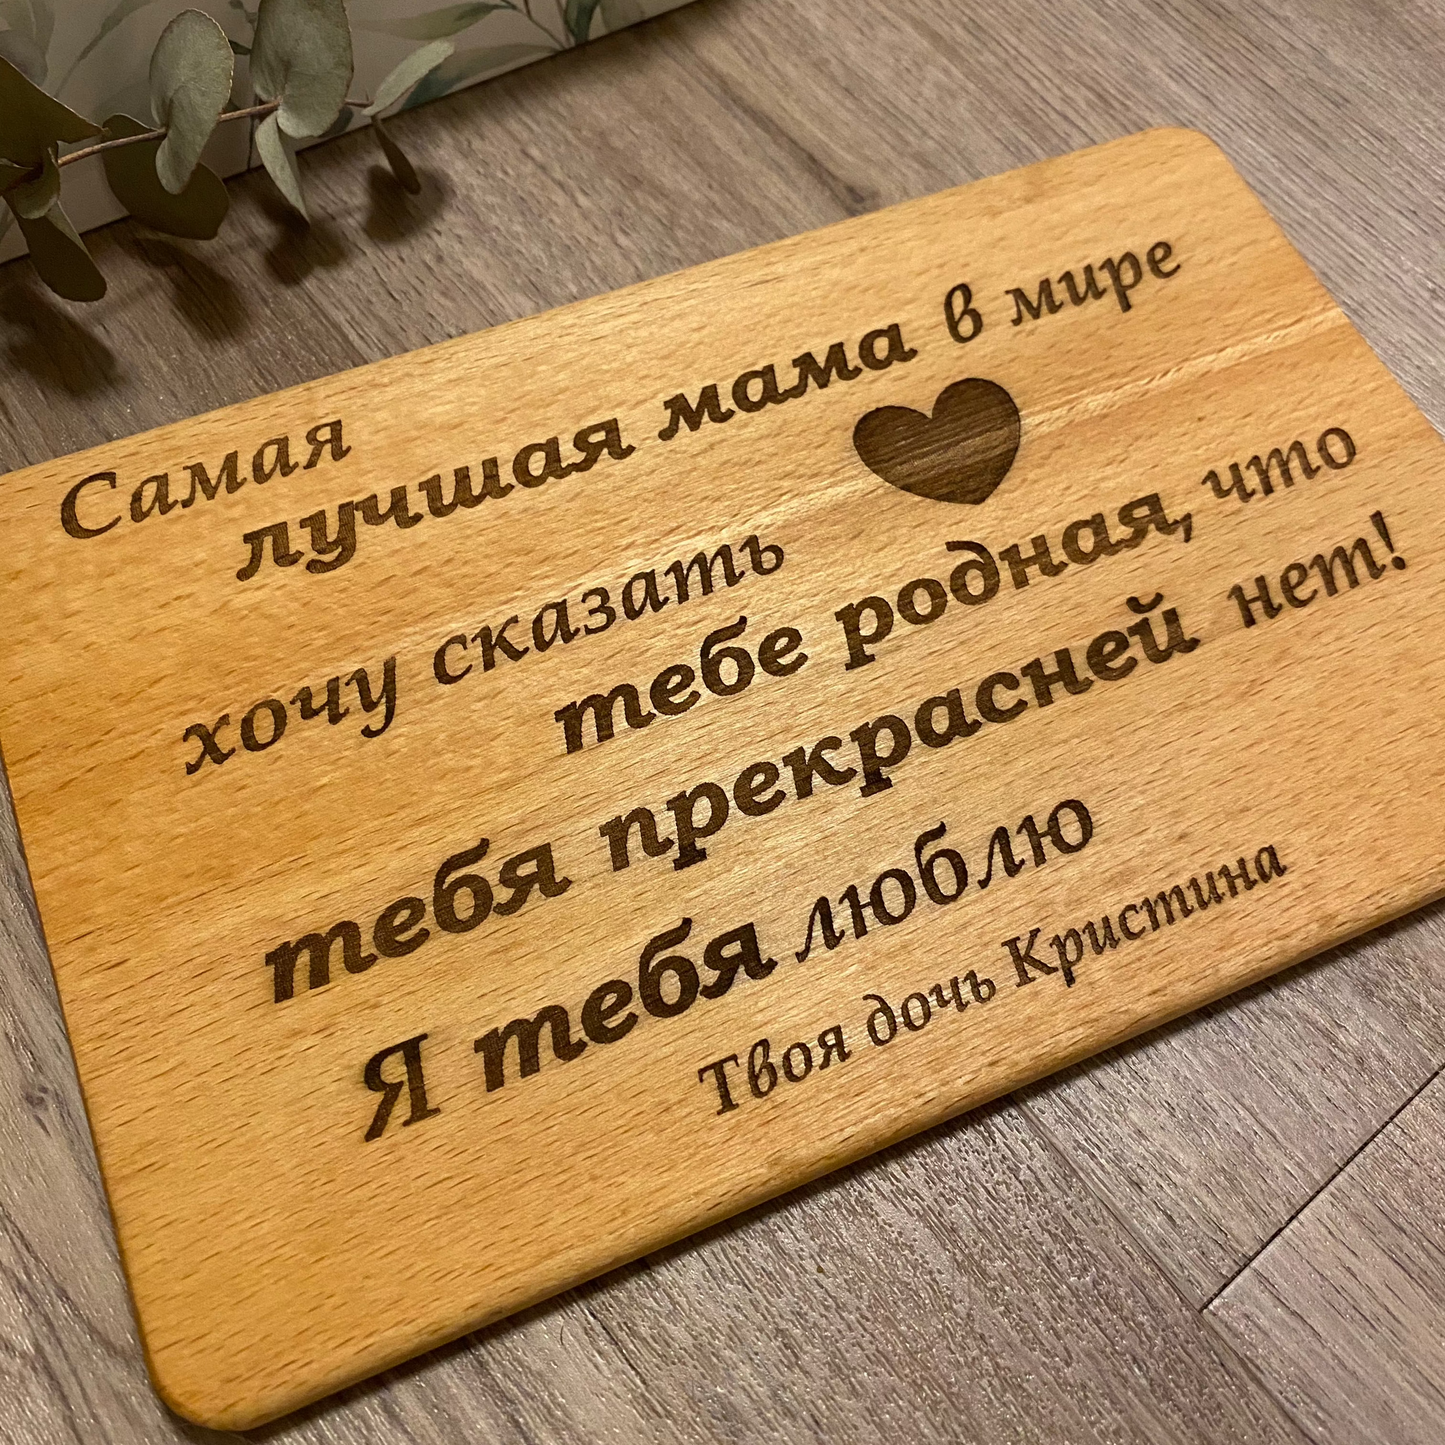 Самая
лучшая мама в мире
хочу сказать
тебе родная, что
тебя прекрасней нет!
Я тебя люблю
Твоя дочь Кристина